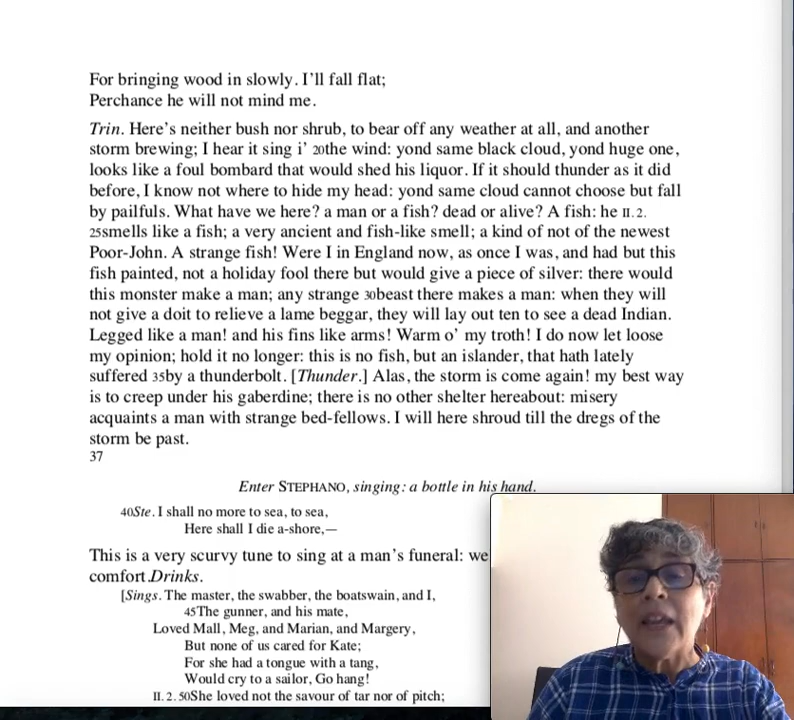 For bringing wood in slowly. I'll fall flat;
Perchance he will not mind me.
Trin. Here's neither bush nor shrub, to bear off any weather at all, and another
storm brewing; I hear it sing i' 20the wind: yond same black cloud, yond huge one,
looks like a foul bombard that would shed his liquor. If it should thunder as it did
before, I know not where to hide my head: yond same cloud cannot choose but fall
by pailfuls. What have we here? a man or a fish? dead or alive? A fish: he II. 2.
25smells like a fish; a very ancient and fish-like smell; a kind of not of the newest
Poor-John. A strange fish! Were I in England now, as once I was, and had but this
fish painted, not a holiday fool there but would give a piece of silver: there would
this monster make a man; any strange 30beast there makes a man: when they will
not give a doit to relieve a lame beggar, they will lay out ten to see a dead Indian.
Legged like a man! and his fins like arms! Warm o' my troth! I do now let loose
my opinion; hold it no longer: this is no fish, but an islander, that hath lately
suffered 35by a thunderbolt. [Thunder.] Alas, the storm is come again! my best way
is to creep under his gaberdine; there is no other shelter hereabout: misery
acquaints a man with strange bed-fellows. I will here shroud till the dregs of the
storm be past.
37
Enter STEPHANO, singing: a bottle in his hand.
40Ste. I shall no more to sea, to sea,
Here shall I die a-shore,—
This is a very scurvy tune to sing at a man's funeral: we
comfort.Drinks.
[Sings. The master, the swabber, the boatswain, and I,
45The gunner, and his mate,
Loved Mall, Meg, and Marian, and Margery,
But none of us cared for Kate;
For she had a tongue with a tang,
Would cry to a sailor, Go hang!
II. 2. 50She loved not the savour of tar nor of pitch;